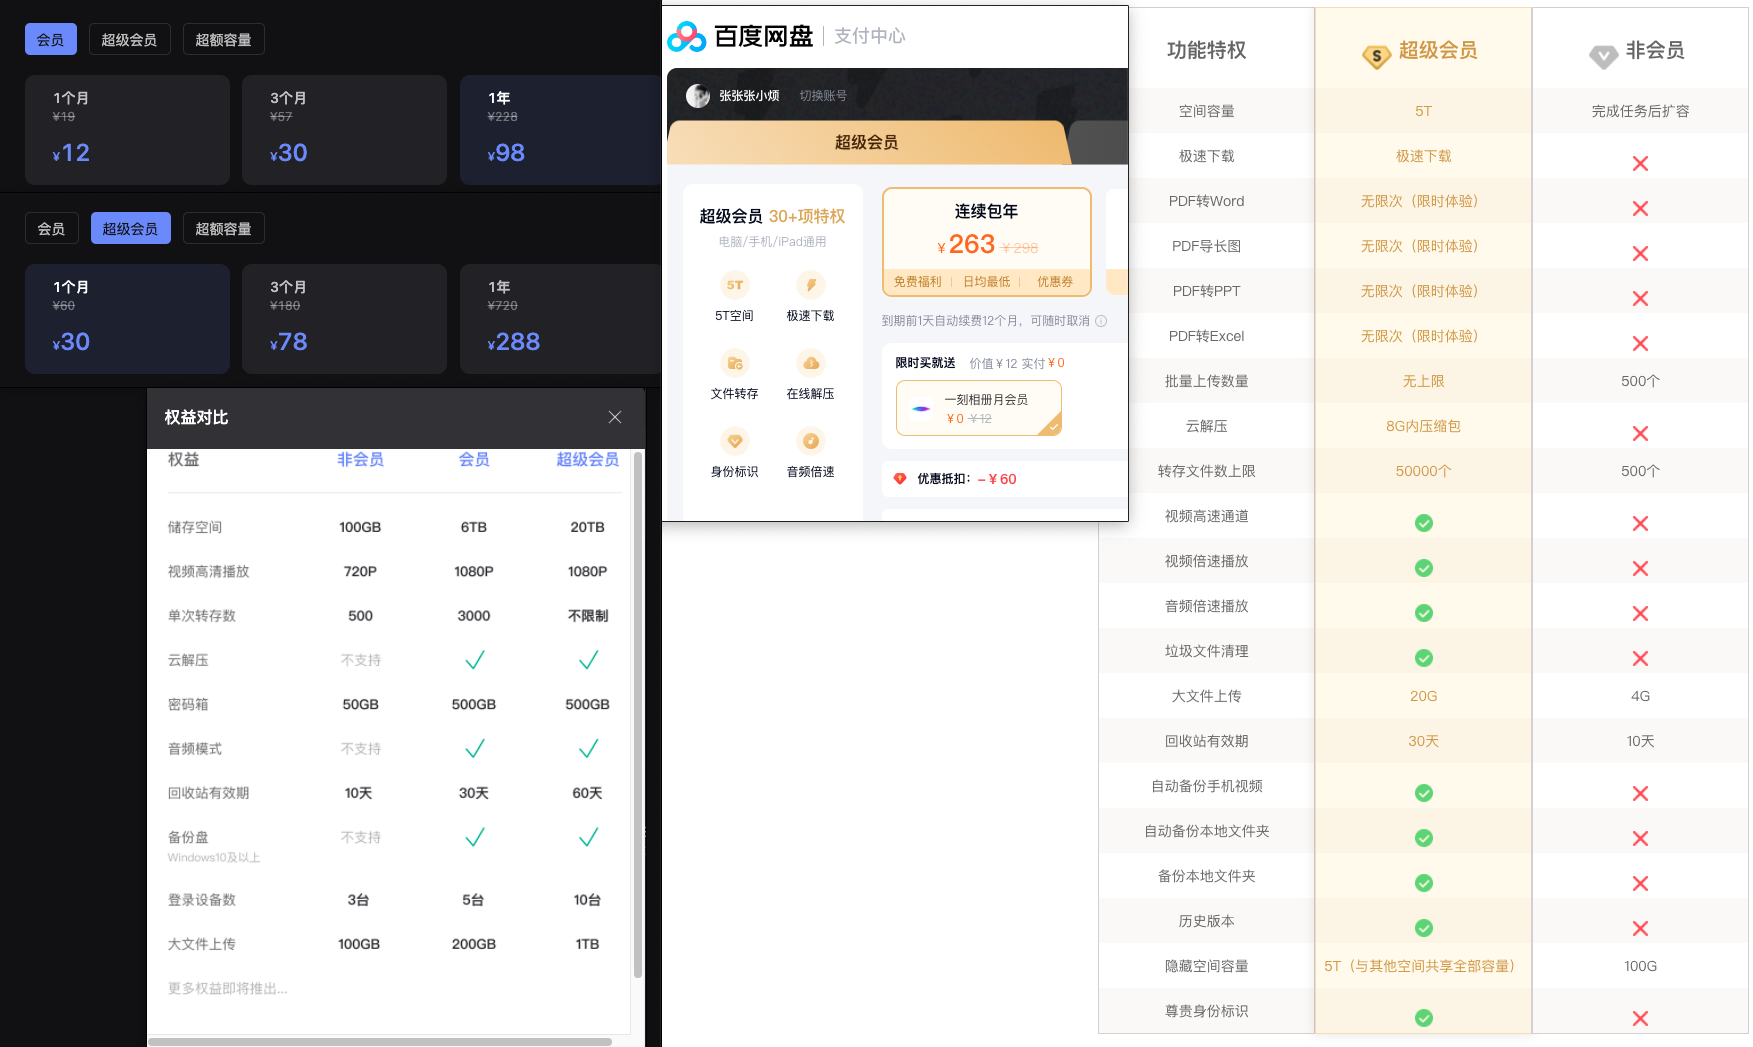 会员 超级会员 超额容量
1个月 3个月 1年
¥19 ¥57 ¥228
¥12 ¥30 ¥98
会员 超级会员 超额容量
1个月 3个月 1年
¥60 ¥180 ¥720
¥30 ¥78 ¥288
权益对比
权益 非会员 会员 超级会员
储存空间 100GB 6TB 20TB
视频高清播放 720P 1080P 1080P
单次转存数 500 3000 不限制
云解压 不支持
密码箱 50GB 500GB 500GB
音频模式 不支持
回收站有效期 10天 30天 60天
备份盘 不支持
Windows10及以上
登录设备数 3台 5台 10台
大文件上传 100GB 200GB 1TB
更多权益即将推出...
百度网盘 支付中心
张张张小烦 切换账号
超级会员
超级会员 30+项特权
电脑/手机/iPad通用
5T
5T空间 极速下载
文件转存 在线解压
身份标识 音频倍速
连续包年
¥263 ¥298
免费福利 日均最低 优惠券
到期前1天自动续费12个月，可随时取消
限时买就送 价值¥12 实付¥0
一刻相册月会员
¥0 ¥12
优惠抵扣：-¥60
功能特权 S 超级会员 V 非会员
空间容量 5T 完成任务后扩容
极速下载 极速下载
PDF转Word 无限次（限时体验）
PDF导长图 无限次（限时体验）
PDF转PPT 无限次（限时体验）
PDF转Excel 无限次（限时体验）
批量上传数量 无上限 500个
云解压 8G内压缩包
转存文件数上限 50000个 500个
视频高速通道
视频倍速播放
音频倍速播放
垃圾文件清理
大文件上传 20G 4G
回收站有效期 30天 10天
自动备份手机视频
自动备份本地文件夹
备份本地文件夹
历史版本
隐藏空间容量 5T（与其他空间共享全部容量） 100G
尊贵身份标识